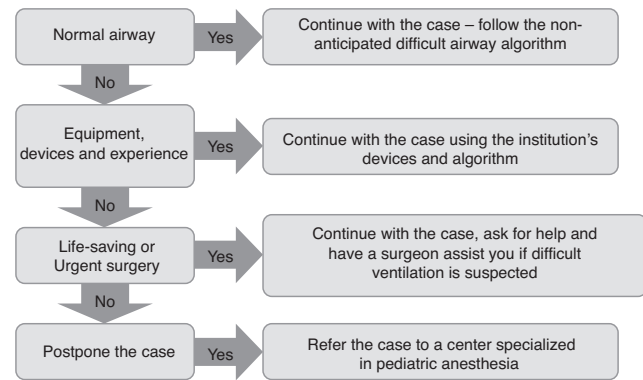 Normal airway
Yes
Continue with the case – follow the non-
anticipated difficult airway algorithm
No
Equipment,
devices and experience
Yes
Continue with the case using the institution's
devices and algorithm
No
Life-saving or
Urgent surgery
Yes
Continue with the case, ask for help and
have a surgeon assist you if difficult
ventilation is suspected
No
Postpone the case
Yes
Refer the case to a center specialized
in pediatric anesthesia